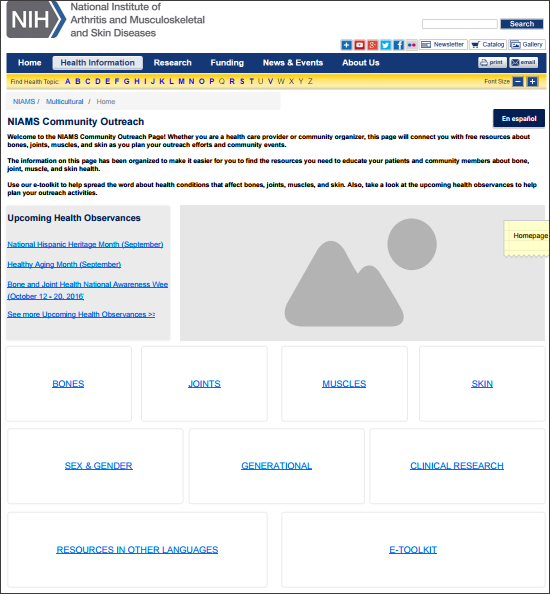 NIH
National Institute of
Arthritis and Musculoskeletal
and Skin Diseases
Search
Newsletter Catalog Gallery
Home Health Information Research Funding News & Events About Us print email
Find Health Topic: A B C D E F G H I J K L M N O P Q R S T U V W X Y Z Font Size − +
NIAMS / Multicultural / Home
En español
NIAMS Community Outreach
Welcome to the NIAMS Community Outreach Page! Whether you are a health care provider or community organizer, this page will connect you with free resources about
bones, joints, muscles, and skin as you plan your outreach efforts and community events.
The information on this page has been organized to make it easier for you to find the resources you need to educate your patients and community members about bone,
joint, muscle, and skin health.
Use our e-toolkit to help spread the word about health conditions that affect bones, joints, muscles, and skin. Also, take a look at the upcoming health observances to help
plan your outreach activities.
Upcoming Health Observances
National Hispanic Heritage Month (September)
Healthy Aging Month (September)
Bone and Joint Health National Awareness Wee
(October 12 - 20, 2016)
See more Upcoming Health Observances >>
Homepage
BONES JOINTS MUSCLES SKIN
SEX & GENDER GENERATIONAL CLINICAL RESEARCH
RESOURCES IN OTHER LANGUAGES E-TOOLKIT